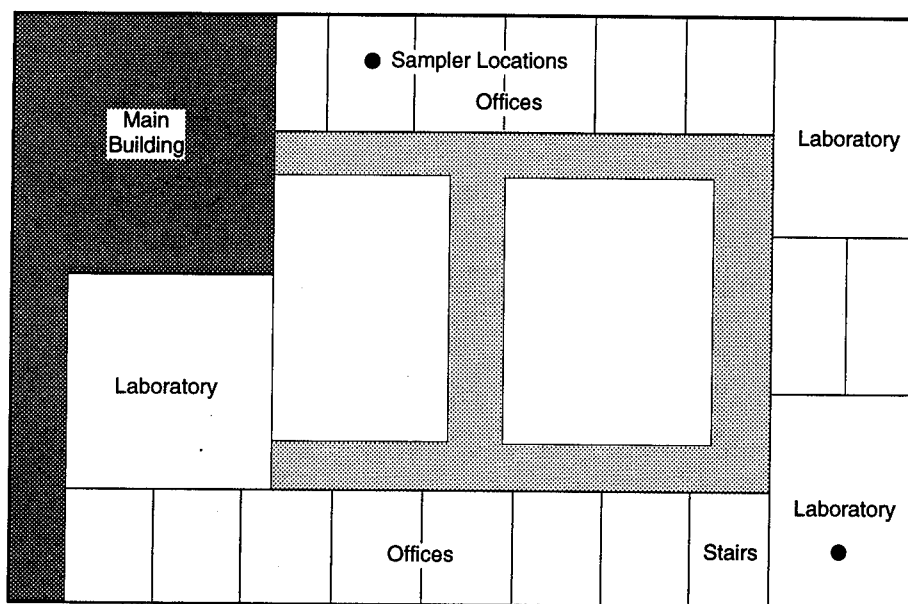 Sampler Locations
Offices
Main
Building
Laboratory
Laboratory
Laboratory
Offices
Stairs